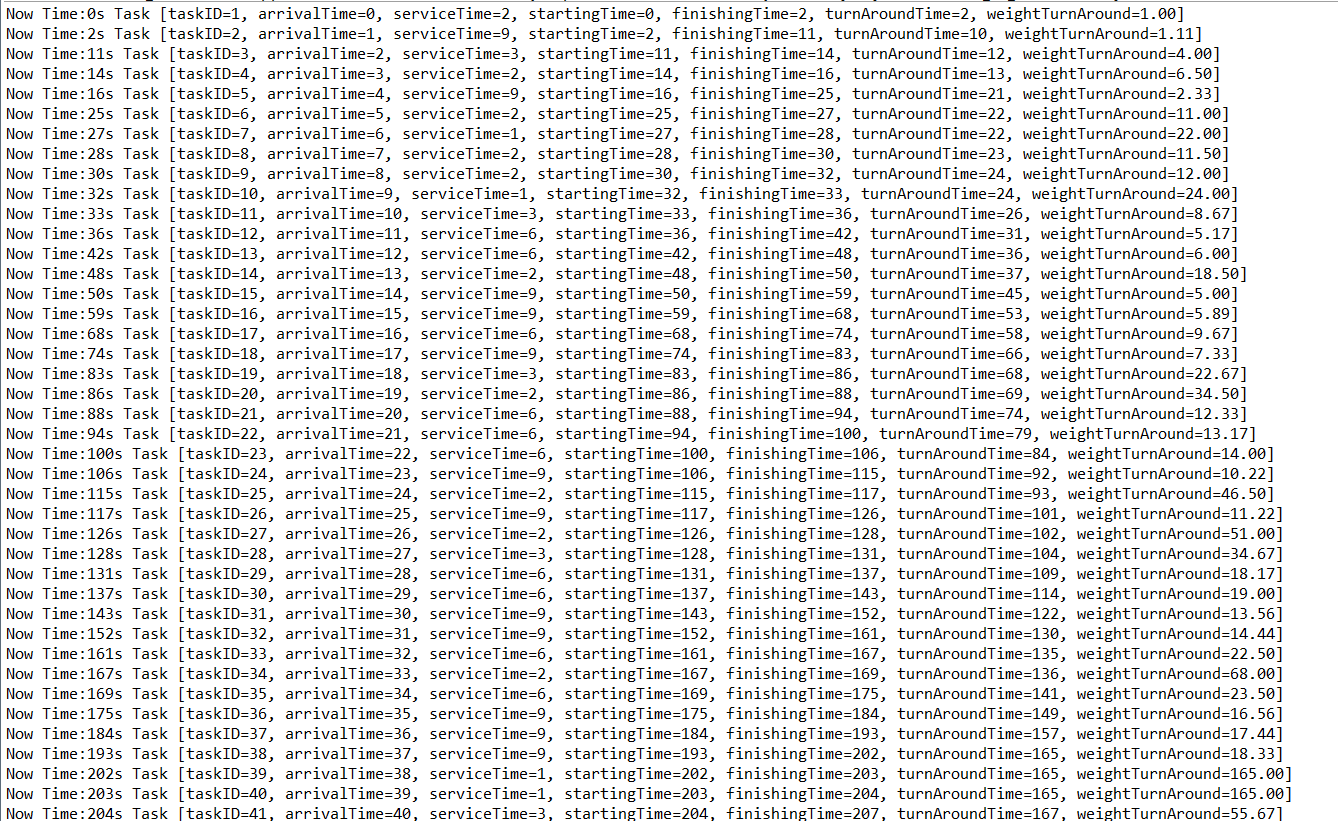 Now Time:0s Task [taskID=1, arrivalTime=0, serviceTime=2, startingTime=0, finishingTime=2, turnAroundTime=2, weightTurnAround=1.00]
Now Time:2s Task [taskID=2, arrivalTime=1, serviceTime=9, startingTime=2, finishingTime=11, turnAroundTime=10, weightTurnAround=1.11]
Now Time:11s Task [taskID=3, arrivalTime=2, serviceTime=3, startingTime=11, finishingTime=14, turnAroundTime=12, weightTurnAround=4.00]
Now Time:14s Task [taskID=4, arrivalTime=3, serviceTime=2, startingTime=14, finishingTime=16, turnAroundTime=13, weightTurnAround=6.50]
Now Time:16s Task [taskID=5, arrivalTime=4, serviceTime=9, startingTime=16, finishingTime=25, turnAroundTime=21, weightTurnAround=2.33]
Now Time:25s Task [taskID=6, arrivalTime=5, serviceTime=2, startingTime=25, finishingTime=27, turnAroundTime=22, weightTurnAround=11.00]
Now Time:27s Task [taskID=7, arrivalTime=6, serviceTime=1, startingTime=27, finishingTime=28, turnAroundTime=22, weightTurnAround=22.00]
Now Time:28s Task [taskID=8, arrivalTime=7, serviceTime=2, startingTime=28, finishingTime=30, turnAroundTime=23, weightTurnAround=11.50]
Now Time:30s Task [taskID=9, arrivalTime=8, serviceTime=2, startingTime=30, finishingTime=32, turnAroundTime=24, weightTurnAround=12.00]
Now Time:32s Task [taskID=10, arrivalTime=9, serviceTime=1, startingTime=32, finishingTime=33, turnAroundTime=24, weightTurnAround=24.00]
Now Time:33s Task [taskID=11, arrivalTime=10, serviceTime=3, startingTime=33, finishingTime=36, turnAroundTime=26, weightTurnAround=8.67]
Now Time:36s Task [taskID=12, arrivalTime=11, serviceTime=6, startingTime=36, finishingTime=42, turnAroundTime=31, weightTurnAround=5.17]
Now Time:42s Task [taskID=13, arrivalTime=12, serviceTime=6, startingTime=42, finishingTime=48, turnAroundTime=36, weightTurnAround=6.00]
Now Time:48s Task [taskID=14, arrivalTime=13, serviceTime=2, startingTime=48, finishingTime=50, turnAroundTime=37, weightTurnAround=18.50]
Now Time:50s Task [taskID=15, arrivalTime=14, serviceTime=9, startingTime=50, finishingTime=59, turnAroundTime=45, weightTurnAround=5.00]
Now Time:59s Task [taskID=16, arrivalTime=15, serviceTime=9, startingTime=59, finishingTime=68, turnAroundTime=53, weightTurnAround=5.89]
Now Time:68s Task [taskID=17, arrivalTime=16, serviceTime=6, startingTime=68, finishingTime=74, turnAroundTime=58, weightTurnAround=9.67]
Now Time:74s Task [taskID=18, arrivalTime=17, serviceTime=9, startingTime=74, finishingTime=83, turnAroundTime=66, weightTurnAround=7.33]
Now Time:83s Task [taskID=19, arrivalTime=18, serviceTime=3, startingTime=83, finishingTime=86, turnAroundTime=68, weightTurnAround=22.67]
Now Time:86s Task [taskID=20, arrivalTime=19, serviceTime=2, startingTime=86, finishingTime=88, turnAroundTime=69, weightTurnAround=34.50]
Now Time:88s Task [taskID=21, arrivalTime=20, serviceTime=6, startingTime=88, finishingTime=94, turnAroundTime=74, weightTurnAround=12.33]
Now Time:94s Task [taskID=22, arrivalTime=21, serviceTime=6, startingTime=94, finishingTime=100, turnAroundTime=79, weightTurnAround=13.17]
Now Time:100s Task [taskID=23, arrivalTime=22, serviceTime=6, startingTime=100, finishingTime=106, turnAroundTime=84, weightTurnAround=14.00]
Now Time:106s Task [taskID=24, arrivalTime=23, serviceTime=9, startingTime=106, finishingTime=115, turnAroundTime=92, weightTurnAround=10.22]
Now Time:115s Task [taskID=25, arrivalTime=24, serviceTime=2, startingTime=115, finishingTime=117, turnAroundTime=93, weightTurnAround=46.50]
Now Time:117s Task [taskID=26, arrivalTime=25, serviceTime=9, startingTime=117, finishingTime=126, turnAroundTime=101, weightTurnAround=11.22]
Now Time:126s Task [taskID=27, arrivalTime=26, serviceTime=2, startingTime=126, finishingTime=128, turnAroundTime=102, weightTurnAround=51.00]
Now Time:128s Task [taskID=28, arrivalTime=27, serviceTime=3, startingTime=128, finishingTime=131, turnAroundTime=104, weightTurnAround=34.67]
Now Time:131s Task [taskID=29, arrivalTime=28, serviceTime=6, startingTime=131, finishingTime=137, turnAroundTime=109, weightTurnAround=18.17]
Now Time:137s Task [taskID=30, arrivalTime=29, serviceTime=6, startingTime=137, finishingTime=143, turnAroundTime=114, weightTurnAround=19.00]
Now Time:143s Task [taskID=31, arrivalTime=30, serviceTime=9, startingTime=143, finishingTime=152, turnAroundTime=122, weightTurnAround=13.56]
Now Time:152s Task [taskID=32, arrivalTime=31, serviceTime=9, startingTime=152, finishingTime=161, turnAroundTime=130, weightTurnAround=14.44]
Now Time:161s Task [taskID=33, arrivalTime=32, serviceTime=6, startingTime=161, finishingTime=167, turnAroundTime=135, weightTurnAround=22.50]
Now Time:167s Task [taskID=34, arrivalTime=33, serviceTime=2, startingTime=167, finishingTime=169, turnAroundTime=136, weightTurnAround=68.00]
Now Time:169s Task [taskID=35, arrivalTime=34, serviceTime=6, startingTime=169, finishingTime=175, turnAroundTime=141, weightTurnAround=23.50]
Now Time:175s Task [taskID=36, arrivalTime=35, serviceTime=9, startingTime=175, finishingTime=184, turnAroundTime=149, weightTurnAround=16.56]
Now Time:184s Task [taskID=37, arrivalTime=36, serviceTime=9, startingTime=184, finishingTime=193, turnAroundTime=157, weightTurnAround=17.44]
Now Time:193s Task [taskID=38, arrivalTime=37, serviceTime=9, startingTime=193, finishingTime=202, turnAroundTime=165, weightTurnAround=18.33]
Now Time:202s Task [taskID=39, arrivalTime=38, serviceTime=1, startingTime=202, finishingTime=203, turnAroundTime=165, weightTurnAround=165.00]
Now Time:203s Task [taskID=40, arrivalTime=39, serviceTime=1, startingTime=203, finishingTime=204, turnAroundTime=165, weightTurnAround=165.00]
Now Time:204s Task [taskID=41, arrivalTime=40, serviceTime=3, startingTime=204, finishingTime=207, turnAroundTime=167, weightTurnAround=55.67]